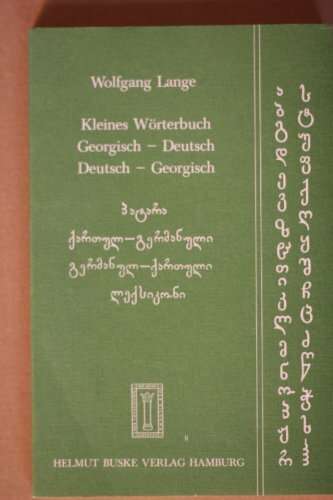 Wolfgang Lange
Kleines Wörterbuch
Georgisch – Deutsch
Deutsch – Georgisch
პატარა
ქართულ–გერმანული
გერმანულ–ქართული
ლექსიკონი
HELMUT BUSKE VERLAG HAMBURG
ა ბ გ დ ე ვ ზ თ ი კ ლ მ ნ ო პ ჟ რ
ს ტ უ ფ ქ ღ ყ შ ჩ ც ძ წ ჭ ხ ჯ ჰ